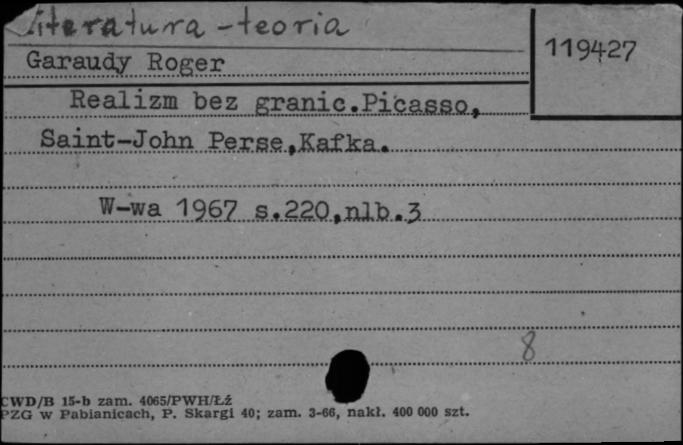 Literatura - teoria
Garaudy Roger
119427
Realizm bez granic.Picasso,
Saint-John Perse,Kafka.
W-wa 1967 s.220,nlb.3
8
CWD/B 15-b zam. 4065/PWH/Łź
PZG w Pabianicach, P. Skargi 40; zam. 3-66, nakł. 400 000 szt.